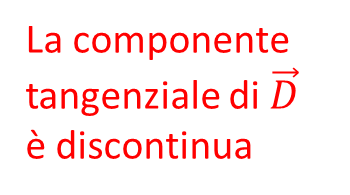 La componente
tangenziale di $\vec{D}$
è discontinua